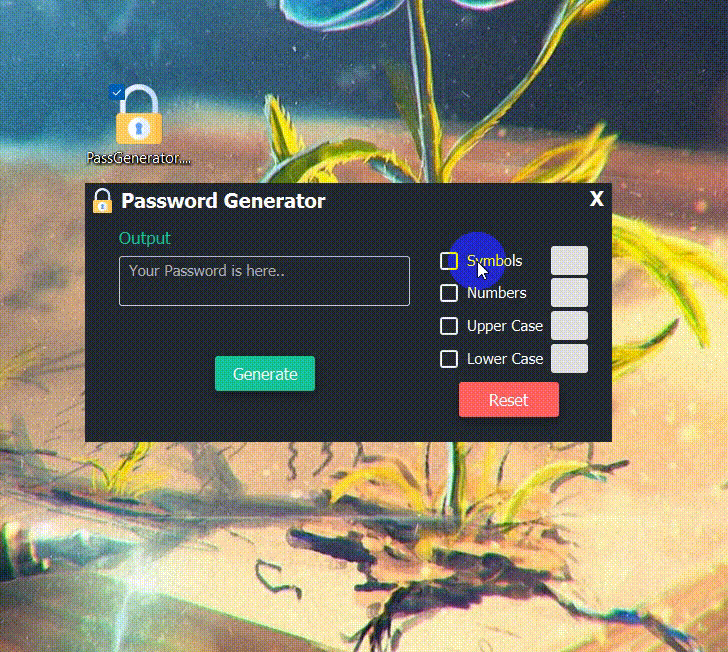 PassGenerator....
Password Generator
X
Output
Your Password is here..
Symbols
Numbers
Upper Case
Lower Case
Generate
Reset